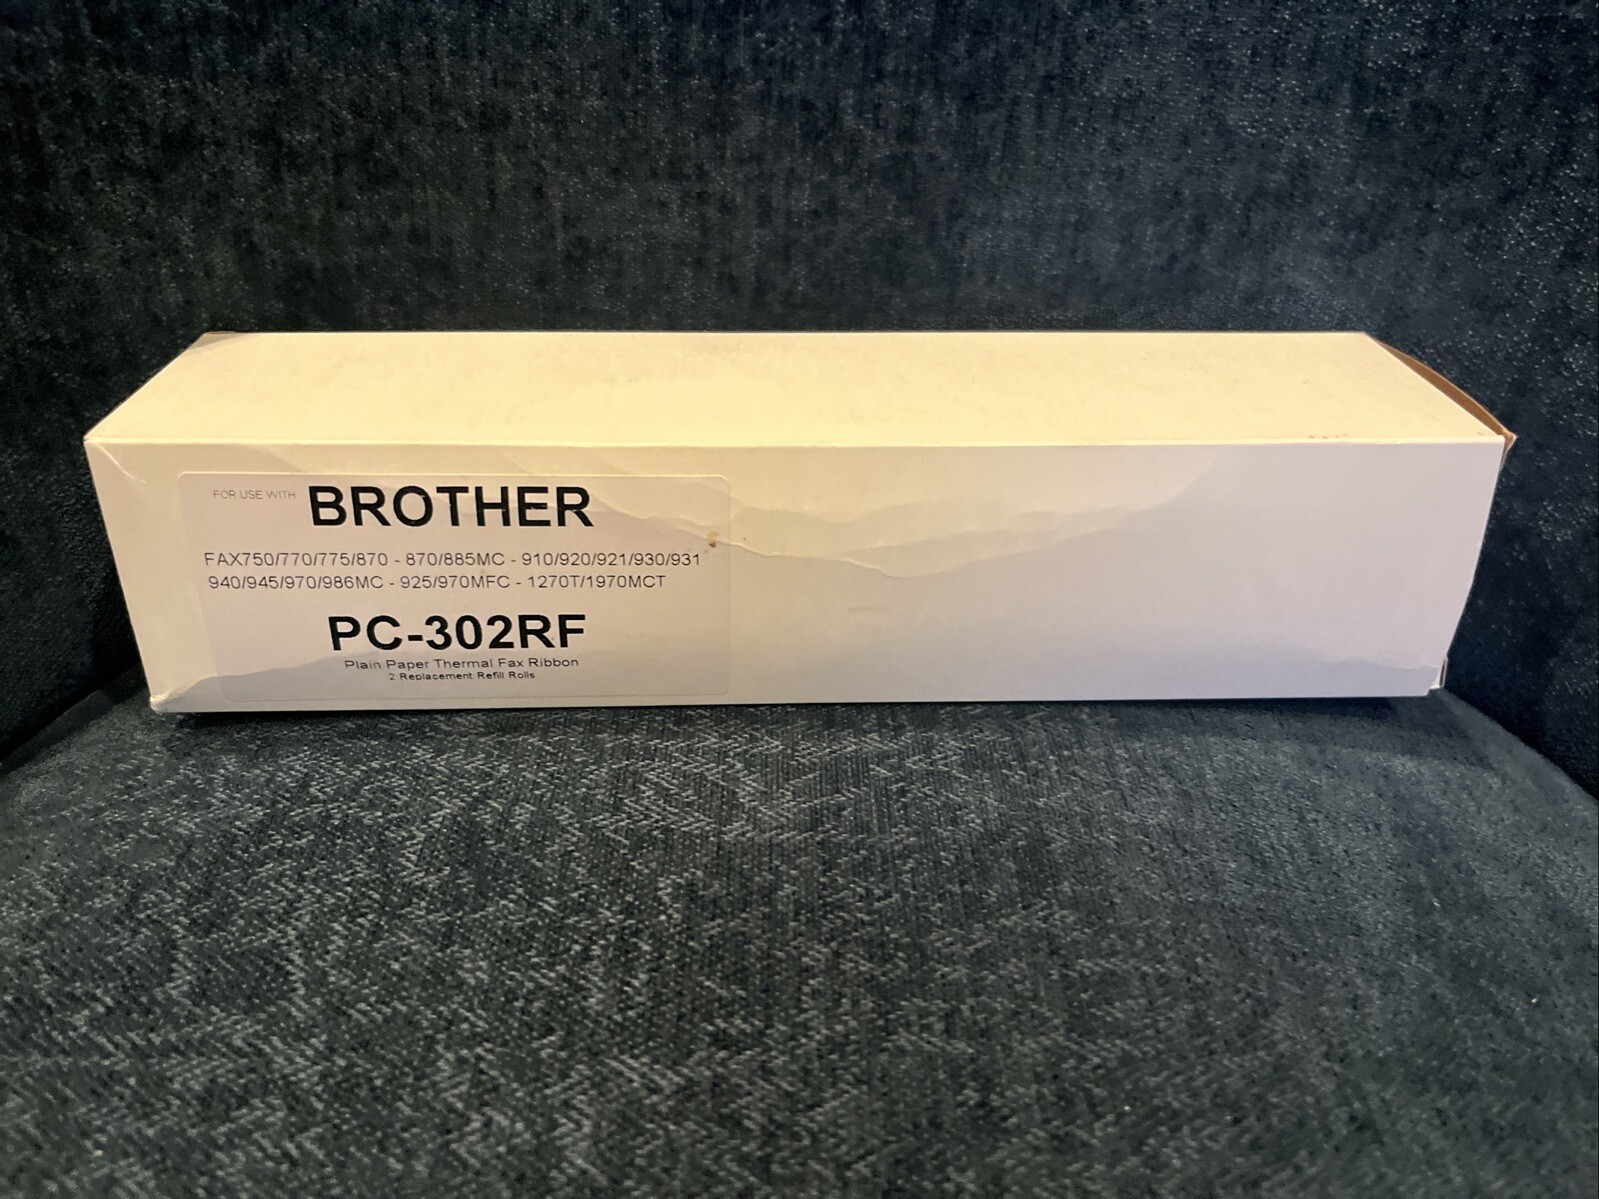 FOR USE WITH BROTHER
FAX750/770/775/870 - 870/885MC - 910/920/921/930/931
940/945/970/986MC - 925/970MFC - 1270T/1970MCT
PC-302RF
Plain Paper Thermal Fax Ribbon
2 Replacement Refill Rolls